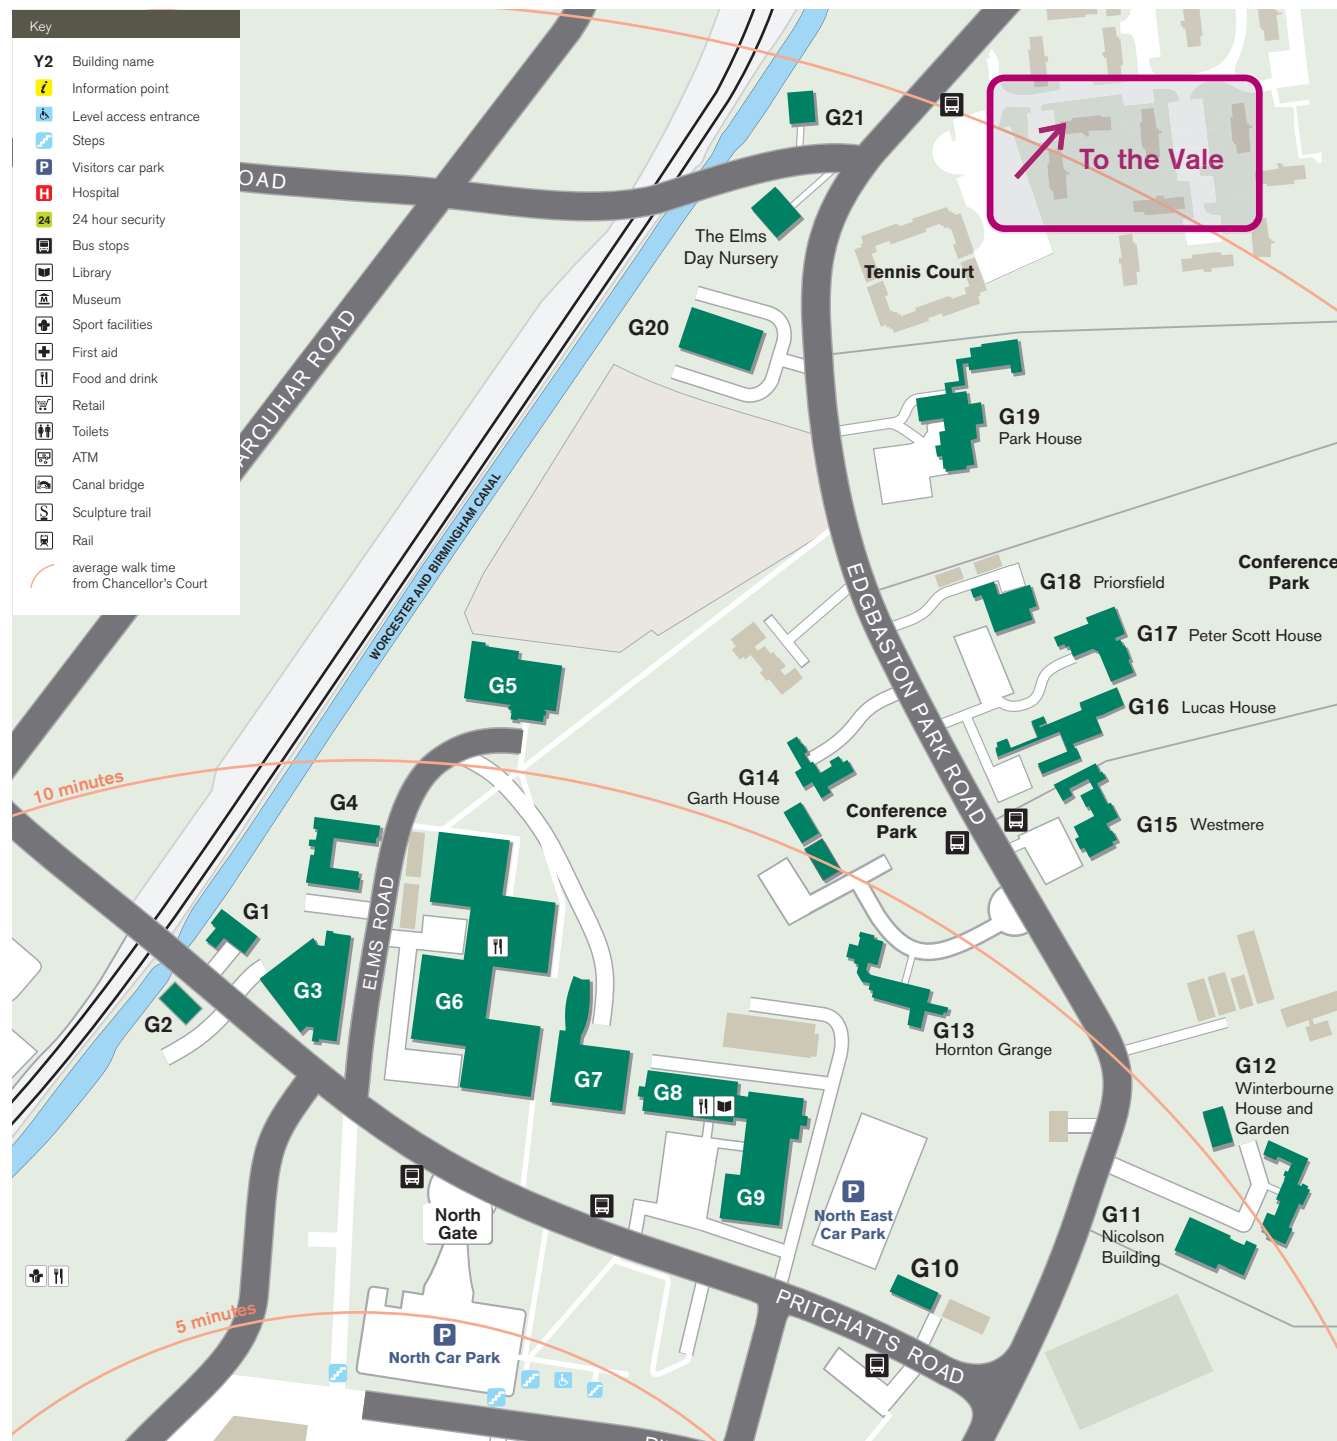 Key
Y2 Building name
i Information point
Level access entrance
Steps
P Visitors car park
H Hospital
24 24 hour security
Bus stops
Library
M Museum
Sport facilities
First aid
Food and drink
Retail
Toilets
ATM
Canal bridge
S Sculpture trail
Rail
average walk time
from Chancellor's Court
OAD
ARQUHAR ROAD
WORCESTER AND BIRMINGHAM CANAL
G21
To the Vale
The Elms
Day Nursery
Tennis Court
G20
G19
Park House
Conference
Park
G18 Priorsfield
G17 Peter Scott House
G16 Lucas House
G15 Westmere
EDGBASTON PARK ROAD
G5
10 minutes
G14
Garth House
Conference
Park
G4
ELMS ROAD
G1
G3
G2
G6
G7
G8
G9
G13
Hornton Grange
G12
Winterbourne
House and
Garden
G11
Nicolson
Building
P
North East
Car Park
G10
North
Gate
PRITCHATTS ROAD
5 minutes
P
North Car Park